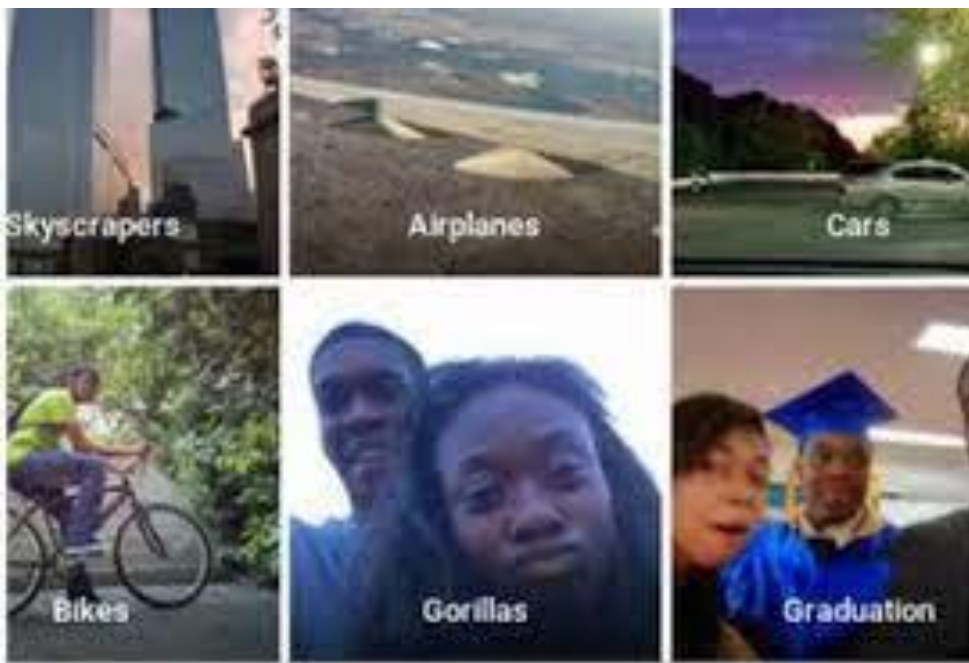 Skyscrapers
Airplanes
Cars
Bikes
Gorillas
Graduation